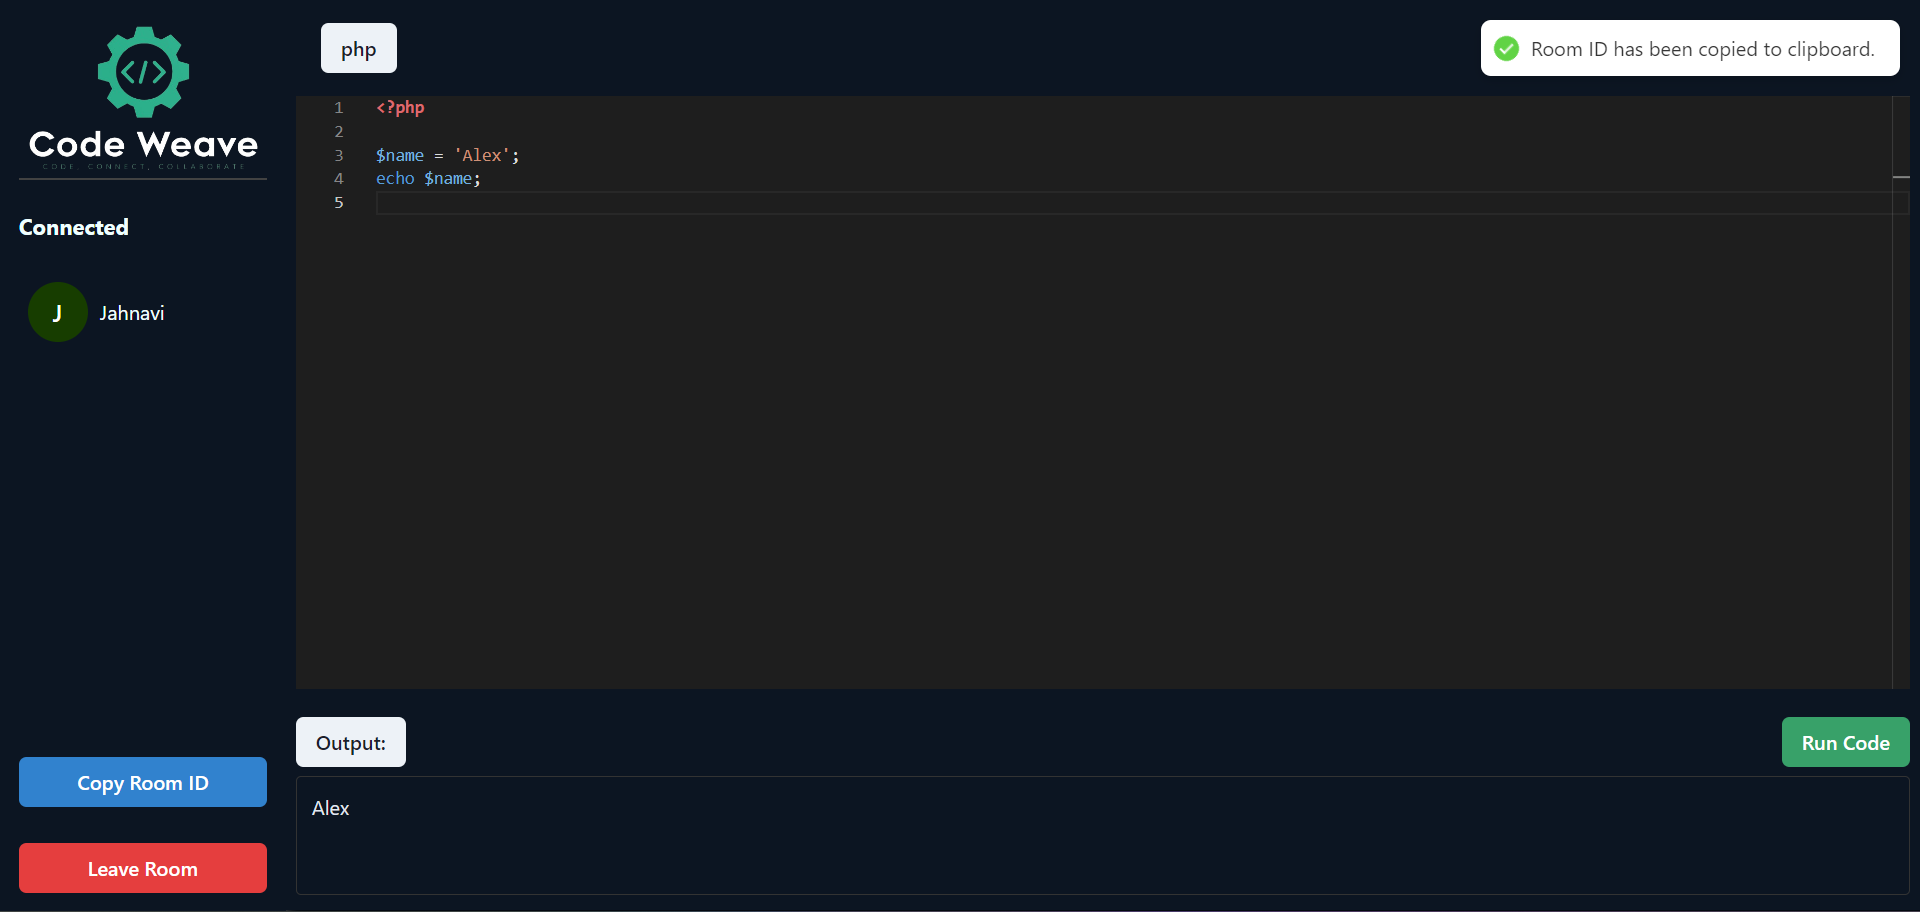 </>
Code Weave
CODE, CONNECT, COLLABORATE
Connected
J
Jahnavi
Copy Room ID
Leave Room
php
Room ID has been copied to clipboard.
1 <?php
2
3 $name = 'Alex';
4 echo $name;
5
Output:
Run Code
Alex